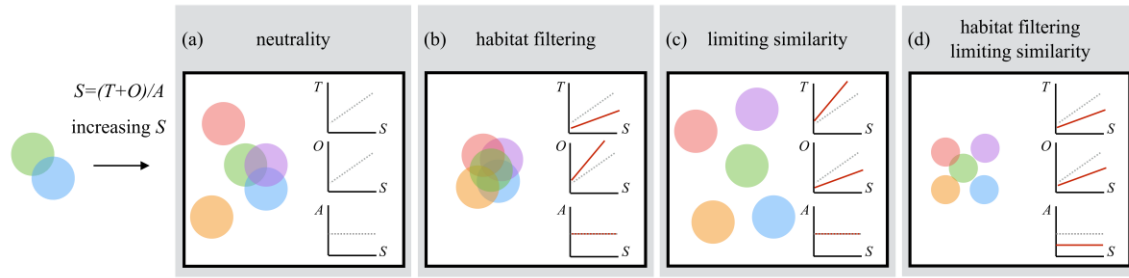 S=(T+O)/A
increasing S
(a) neutrality
T
S
O
S
A
S
(b) habitat filtering
T
S
O
S
A
S
(c) limiting similarity
T
S
O
S
A
S
(d) habitat filtering
limiting similarity
T
S
O
S
A
S